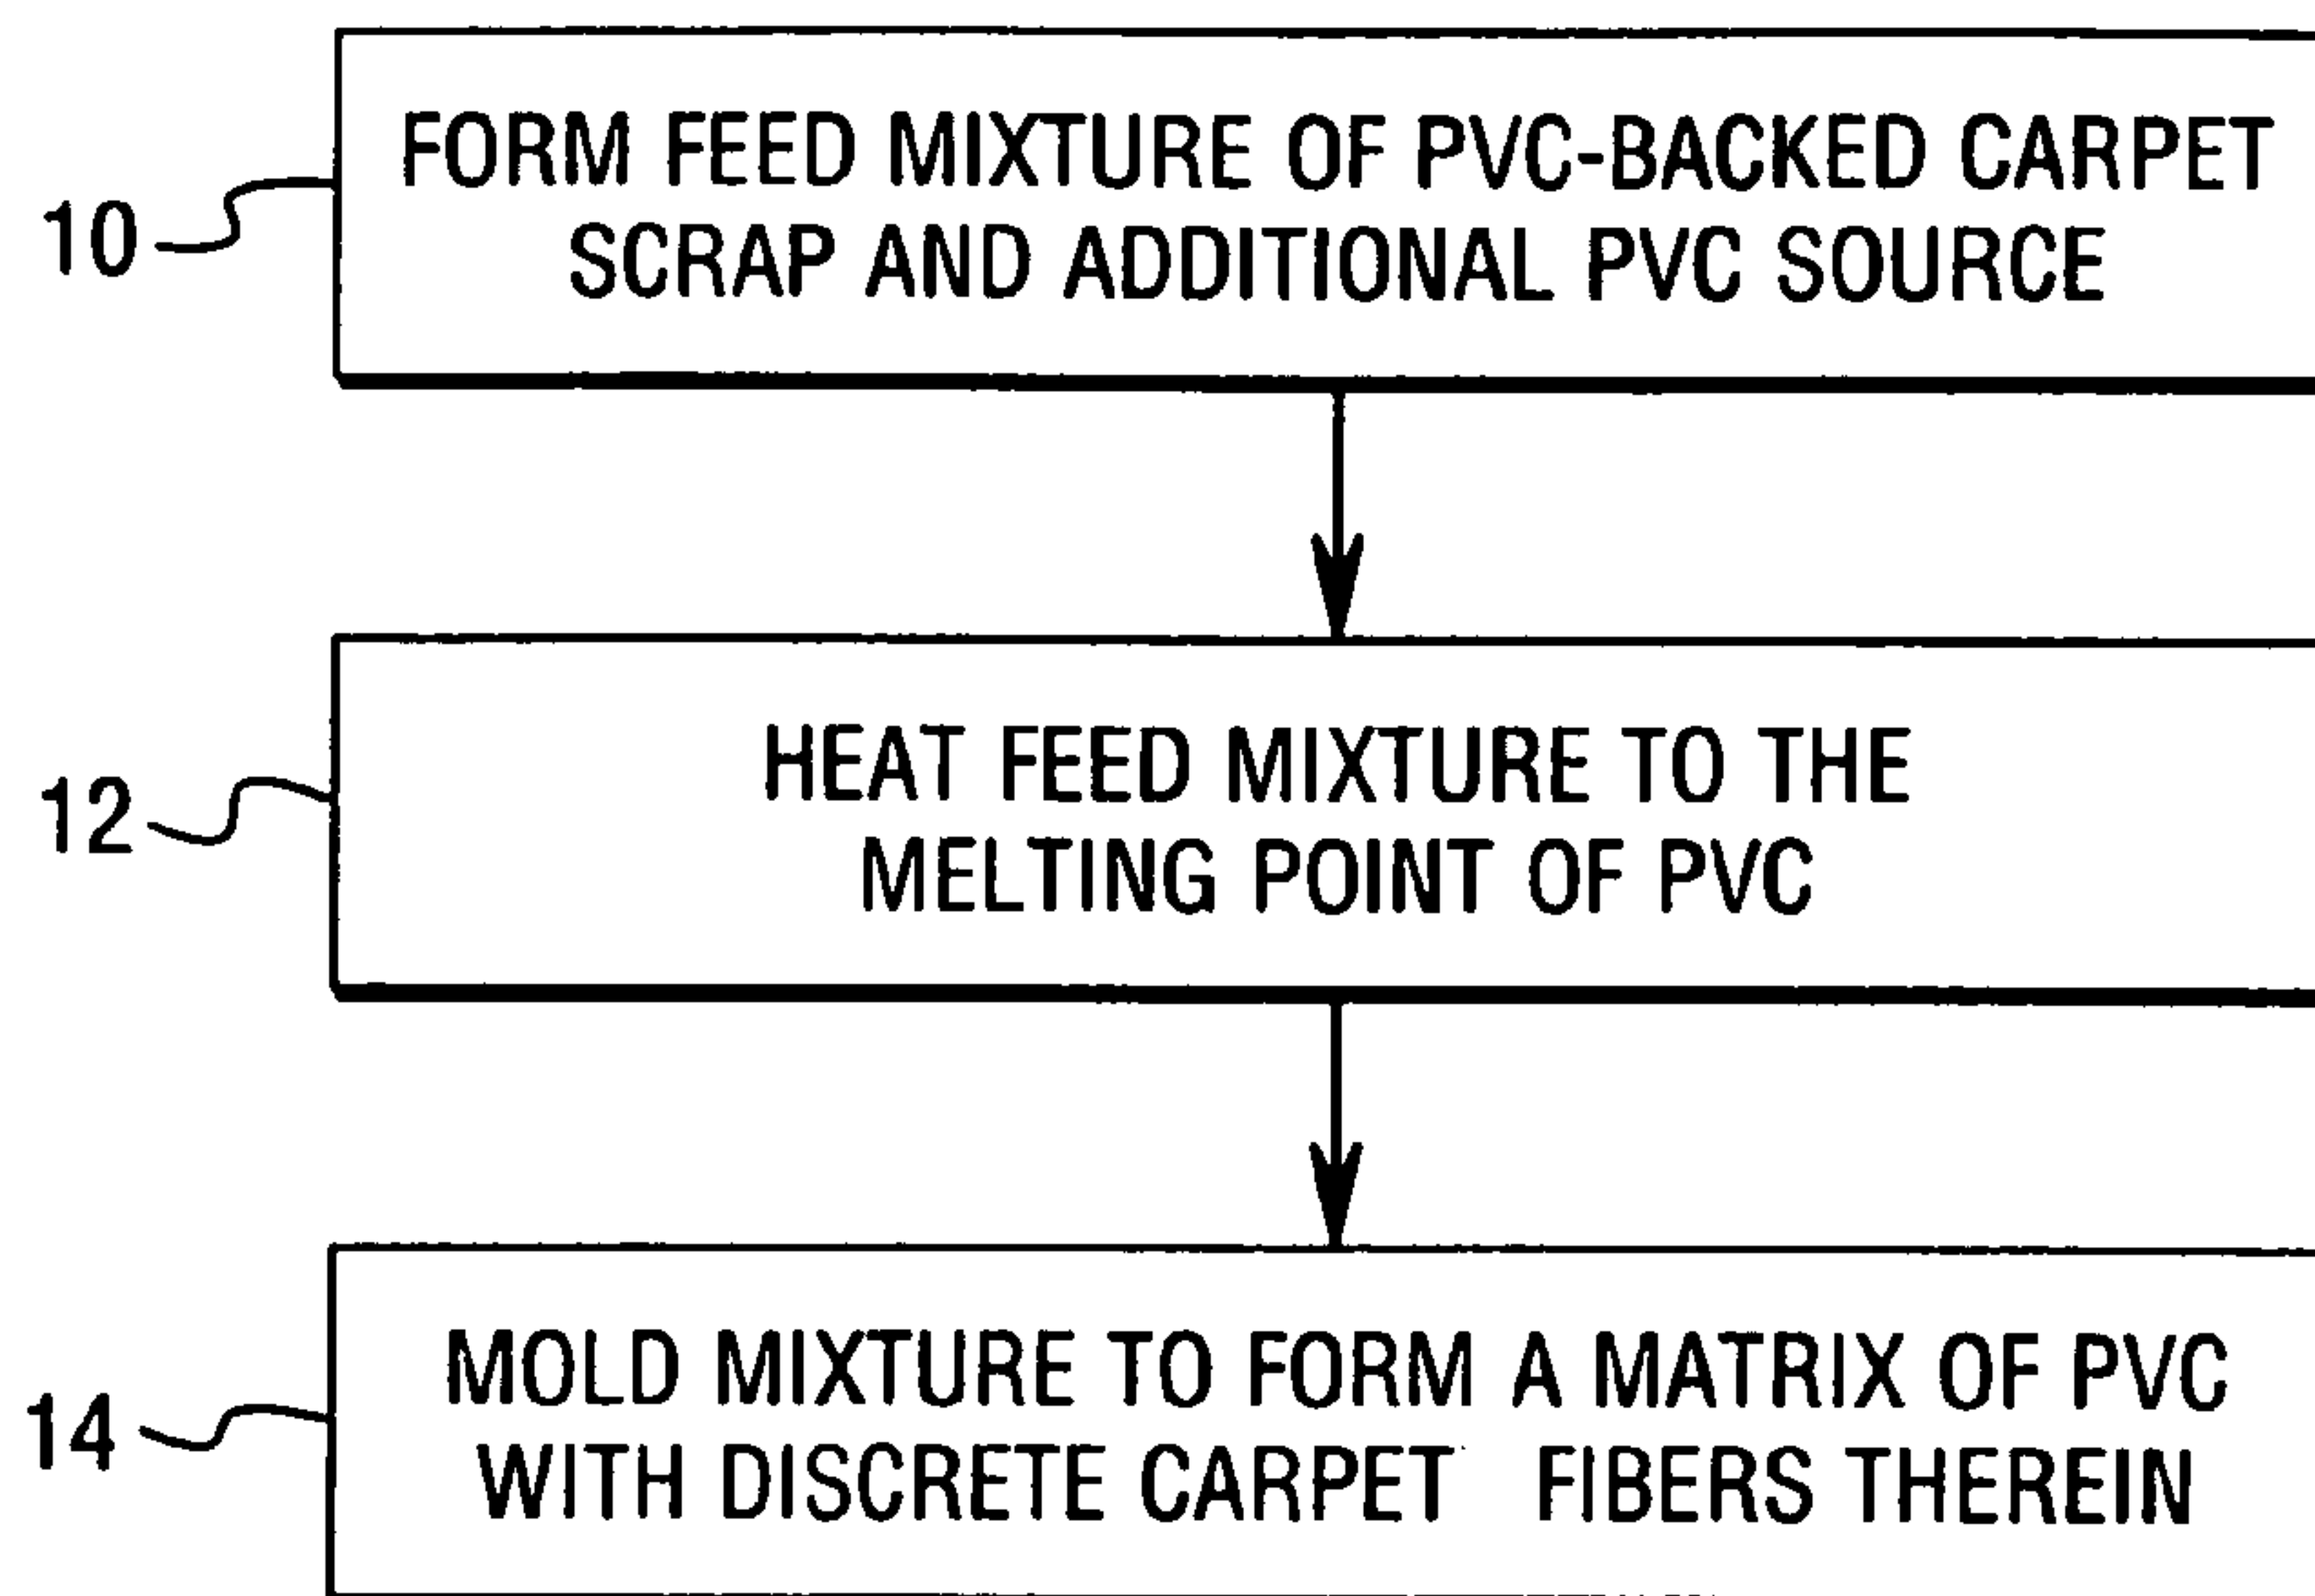 FORM FEED MIXTURE OF PVC-BACKED CARPET
SCRAP AND ADDITIONAL PVC SOURCE
10
HEAT FEED MIXTURE TO THE
MELTING POINT OF PVC
12
MOLD MIXTURE TO FORM A MATRIX OF PVC
WITH DISCRETE CARPET FIBERS THEREIN
14